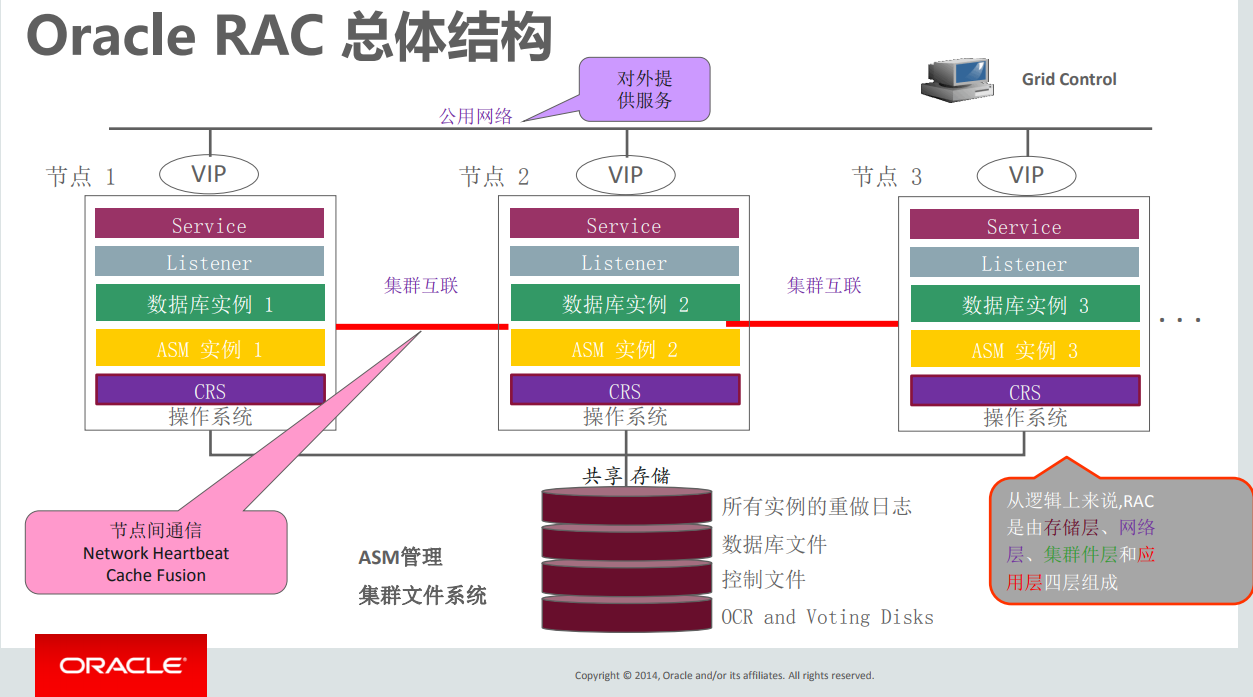 Oracle RAC 总体结构
对外提
供服务
Grid Control
公用网络
节点 1
VIP
节点 2
VIP
节点 3
VIP
Service
Listener
数据库实例 1
ASM 实例 1
CRS
操作系统
集群互联
Service
Listener
数据库实例 2
ASM 实例 2
CRS
操作系统
集群互联
Service
Listener
数据库实例 3
ASM 实例 3
CRS
操作系统
...
共享存储
所有实例的重做日志
数据库文件
控制文件
OCR and Voting Disks
节点间通信
Network Heartbeat
Cache Fusion
ASM管理
集群文件系统
从逻辑上来说,RAC
是由存储层、网络
层、集群件层和应
用层四层组成
ORACLE®
Copyright © 2014, Oracle and/or its affiliates. All rights reserved.